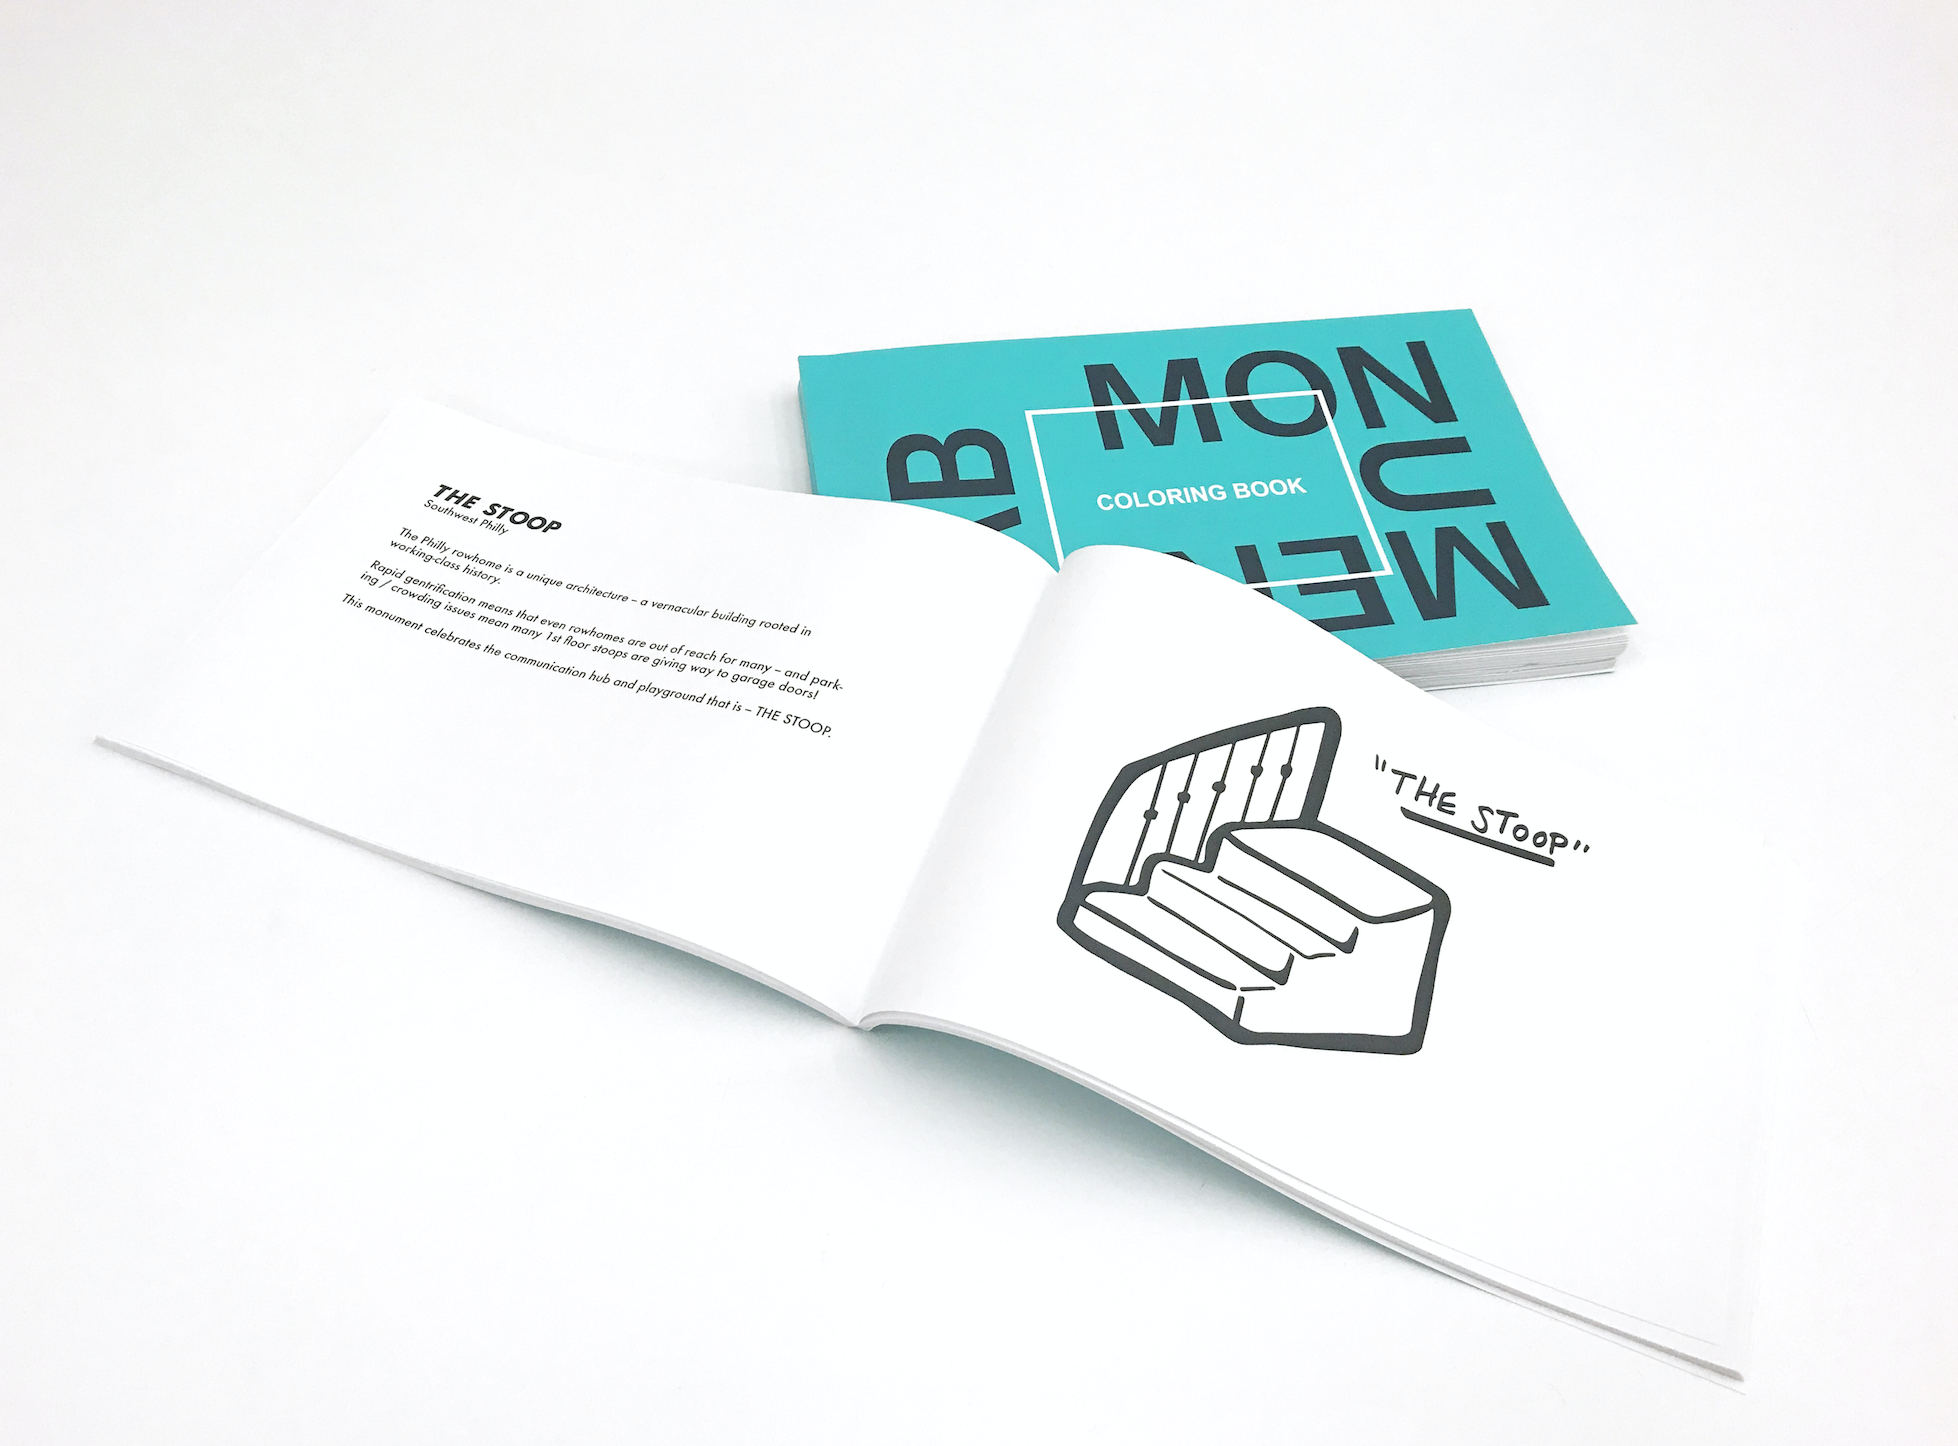 THE STOOP
Southwest Philly
The Philly rowhome is a unique architecture – a vernacular building rooted in
working-class history.
Rapid gentrification means that even rowhomes are out of reach for many – and park-
ing / crowding issues mean many 1st floor stoops are giving way to garage doors!
This monument celebrates the communication hub and playground that is – THE STOOP.
"THE STOOP"
MON
U
ME
AB
COLORING BOOK